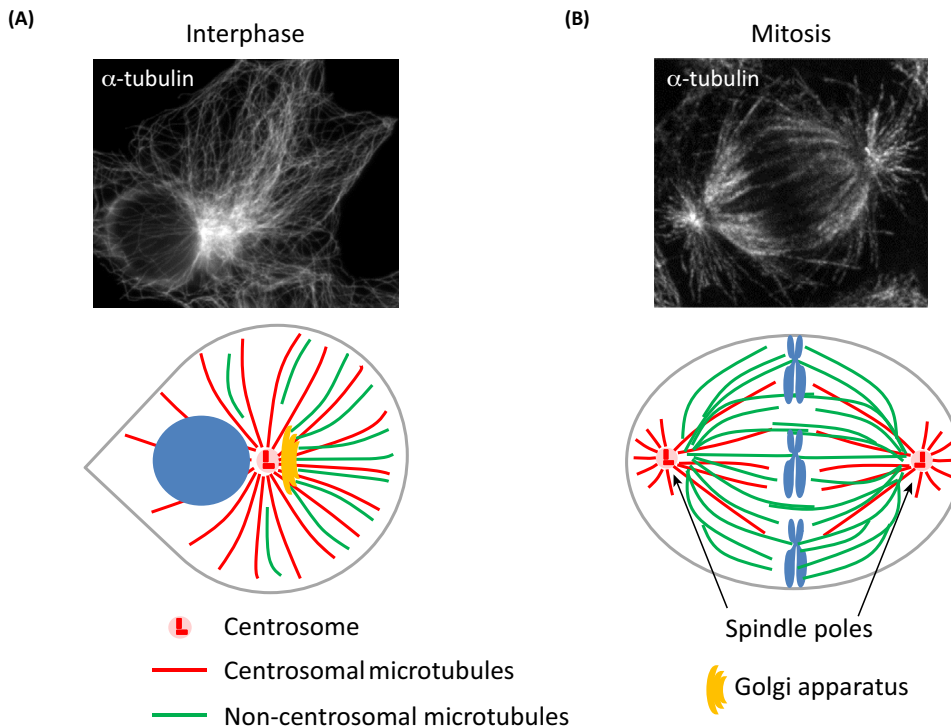 (A)
Interphase
α-tubulin
(B)
Mitosis
α-tubulin
Centrosome
Centrosomal microtubules
Non-centrosomal microtubules
Spindle poles
Golgi apparatus